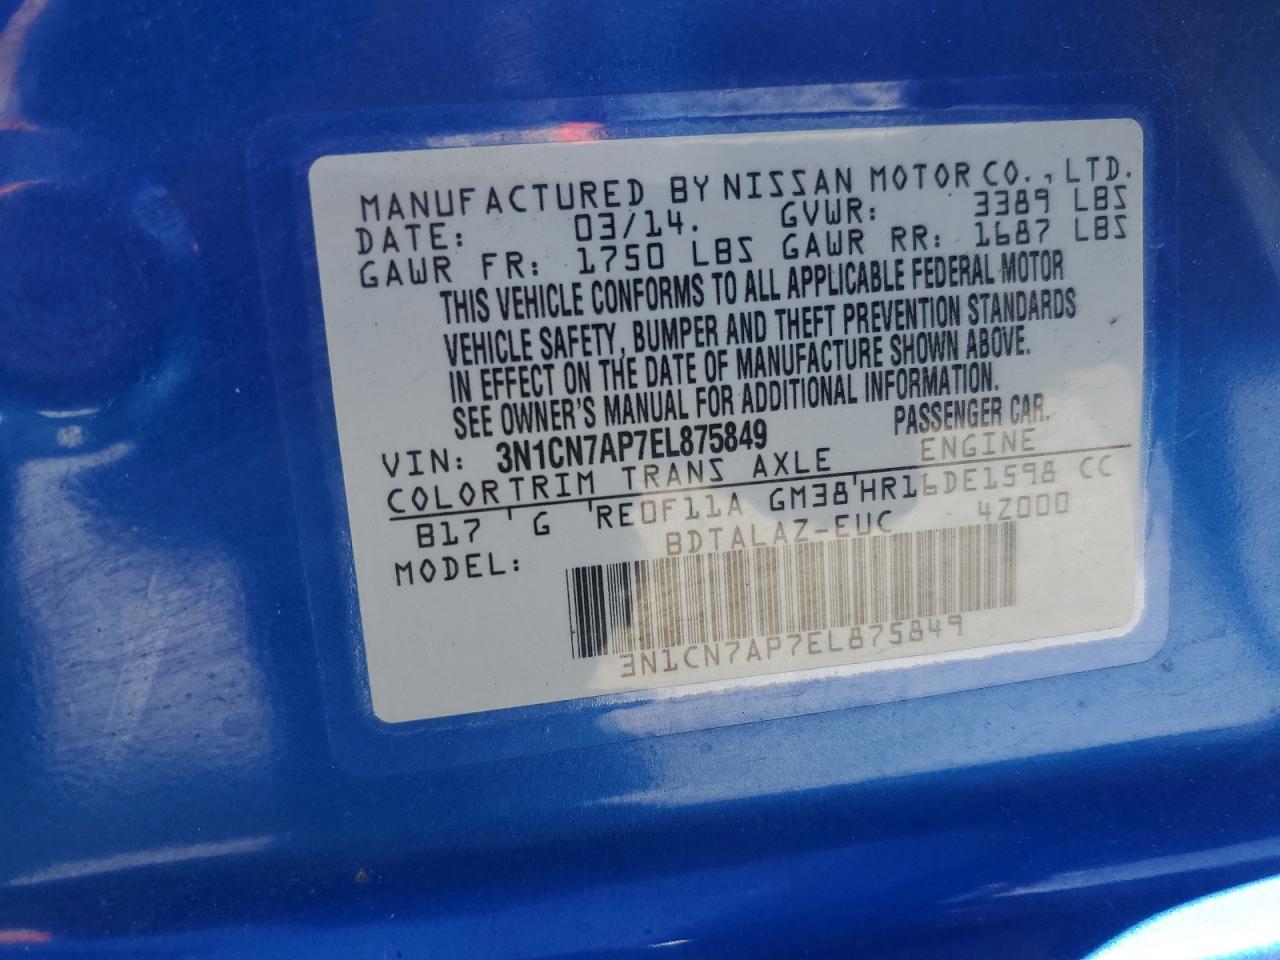 MANUFACTURED BY NISSAN MOTOR CO., LTD.
DATE: 03/14. GVWR: 3389 LBS
GAWR FR: 1750 LBS GAWR RR: 1687 LBS
THIS VEHICLE CONFORMS TO ALL APPLICABLE FEDERAL MOTOR
VEHICLE SAFETY, BUMPER AND THEFT PREVENTION STANDARDS
IN EFFECT ON THE DATE OF MANUFACTURE SHOWN ABOVE.
SEE OWNER'S MANUAL FOR ADDITIONAL INFORMATION.
VIN: 3N1CN7AP7EL875849 PASSENGER CAR.
COLOR TRIM TRANS AXLE ENGINE
B17 ' G ' RE0F11A GM38 ' HR16DE1598 CC
MODEL: BDTALAZ-EUC 4Z000
3N1CN7AP7EL875849